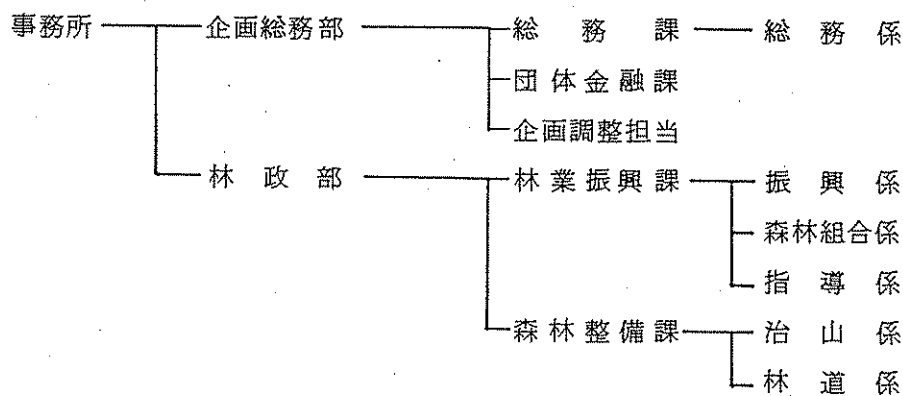 事務所 企画総務部 総務課 総務係
団体金融課
企画調整担当
林政部 林業振興課 振興係
森林組合係
指導係
森林整備課 治山係
林道係